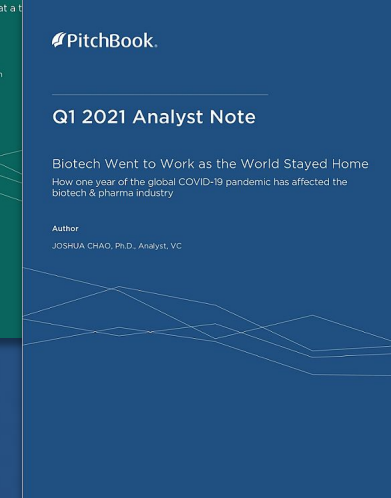 at a t
n
PitchBook.
Q1 2021 Analyst Note
Biotech Went to Work as the World Stayed Home
How one year of the global COVID-19 pandemic has affected the
biotech & pharma industry
Author
JOSHUA CHAO, Ph.D., Analyst, VC